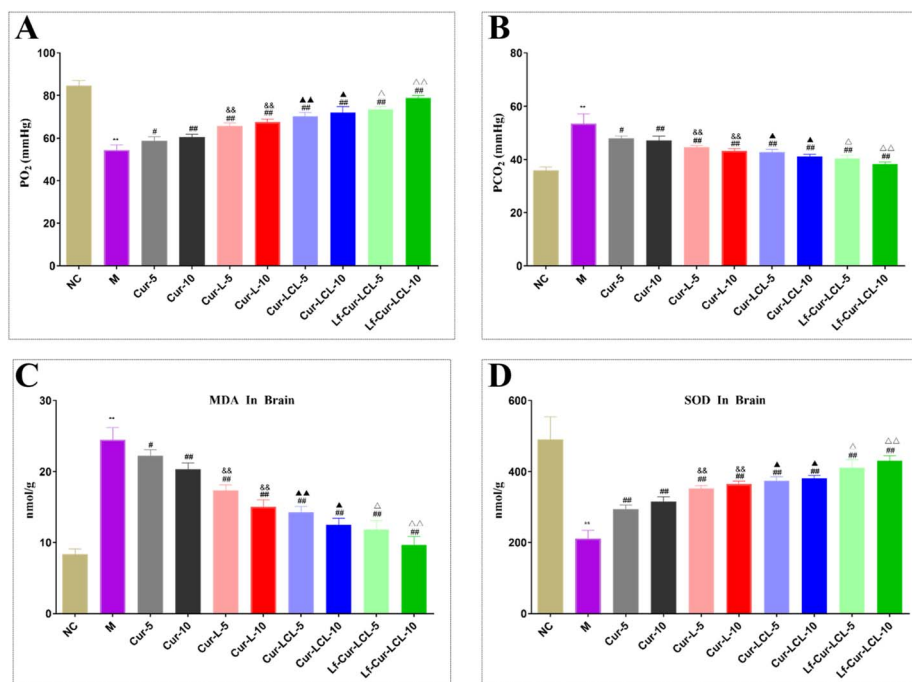 A
PO2 (mmHg)
100
80
60
40
20
0
** # ## && ## && ## ▲▲ ## ▲ ## △ ## △△ ##
NC M Cur-5 Cur-10 Cur-L-5 Cur-L-10 Cur-LCL-5 Cur-LCL-10 Lf-Cur-LCL-5 Lf-Cur-LCL-10
B
PCO2 (mmHg)
80
60
40
20
0
** # ## && ## && ## ▲ ## ▲ ## △ ## △△ ##
NC M Cur-5 Cur-10 Cur-L-5 Cur-L-10 Cur-LCL-5 Cur-LCL-10 Lf-Cur-LCL-5 Lf-Cur-LCL-10
C
MDA In Brain
nmol/g
30
20
10
0
** # ## && ## && ## ▲▲ ## ▲ ## △ ## △△ ##
NC M Cur-5 Cur-10 Cur-L-5 Cur-L-10 Cur-LCL-5 Cur-LCL-10 Lf-Cur-LCL-5 Lf-Cur-LCL-10
D
SOD In Brain
nmol/g
600
400
200
0
** ## ## && ## && ## ▲ ## ▲ ## △ ## △△ ##
NC M Cur-5 Cur-10 Cur-L-5 Cur-L-10 Cur-LCL-5 Cur-LCL-10 Lf-Cur-LCL-5 Lf-Cur-LCL-10